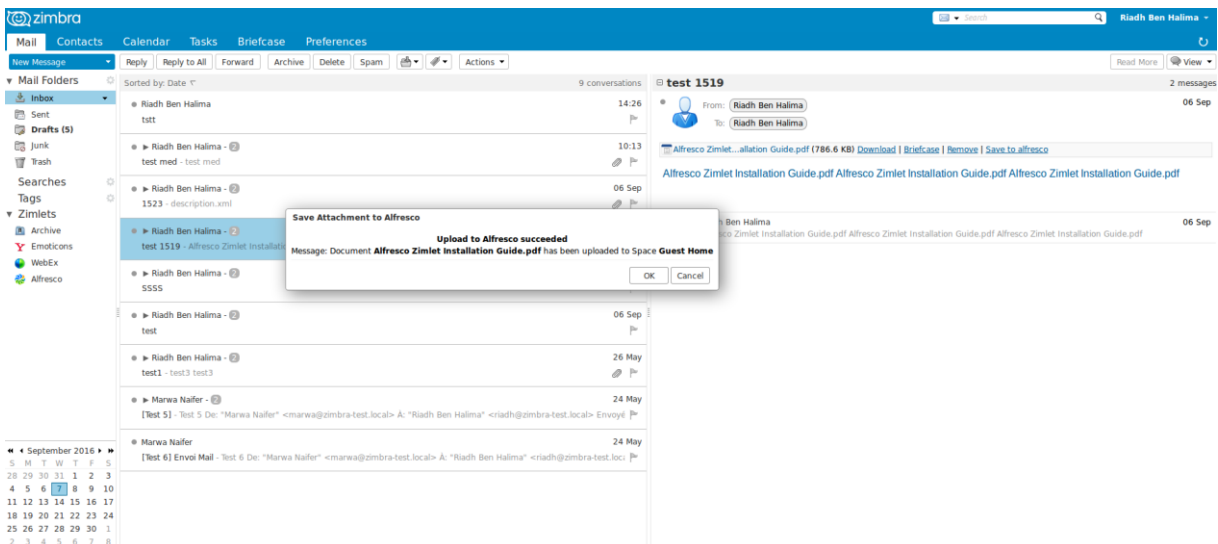 zimbra
Search
Riadh Ben Halima
Mail Contacts Calendar Tasks Briefcase Preferences
New Message Reply Reply to All Forward Archive Delete Spam Actions Read More View
Mail Folders
Inbox
Sent
Drafts (5)
Junk
Trash
Searches
Tags
Zimlets
Archive
Emoticons
WebEx
Alfresco
Sorted by: Date 9 conversations
Riadh Ben Halima 14:26
tstt
Riadh Ben Halima - 2 10:13
test med - test med
Riadh Ben Halima - 2 06 Sep
1523 - description.xml
Riadh Ben Halima - 2
test 1519 - Alfresco Zimlet Installatio
Riadh Ben Halima - 2
SSSS
Riadh Ben Halima - 2 06 Sep
test
Riadh Ben Halima - 2 26 May
test1 - test3 test3
Marwa Naifer - 2 24 May
[Test 5] - Test 5 De: "Marwa Naifer" <marwa@zimbra-test.local> À: "Riadh Ben Halima" <riadh@zimbra-test.local> Envoyé
Marwa Naifer 24 May
[Test 6] Envoi Mail - Test 6 De: "Marwa Naifer" <marwa@zimbra-test.local> À: "Riadh Ben Halima" <riadh@zimbra-test.loca
test 1519 2 messages
From: Riadh Ben Halima 06 Sep
To: Riadh Ben Halima
Alfresco Zimlet...allation Guide.pdf (786.6 KB) Download | Briefcase | Remove | Save to alfresco
Alfresco Zimlet Installation Guide.pdf Alfresco Zimlet Installation Guide.pdf Alfresco Zimlet Installation Guide.pdf
Ben Halima 06 Sep
sco Zimlet Installation Guide.pdf Alfresco Zimlet Installation Guide.pdf Alfresco Zimlet Installation Guide.pdf
Save Attachment to Alfresco
Upload to Alfresco succeeded
Message: Document Alfresco Zimlet Installation Guide.pdf has been uploaded to Space Guest Home
OK Cancel
September 2016
S M T W T F S
28 29 30 31 1 2 3
4 5 6 7 8 9 10
11 12 13 14 15 16 17
18 19 20 21 22 23 24
25 26 27 28 29 30 1
2 3 4 5 6 7 8